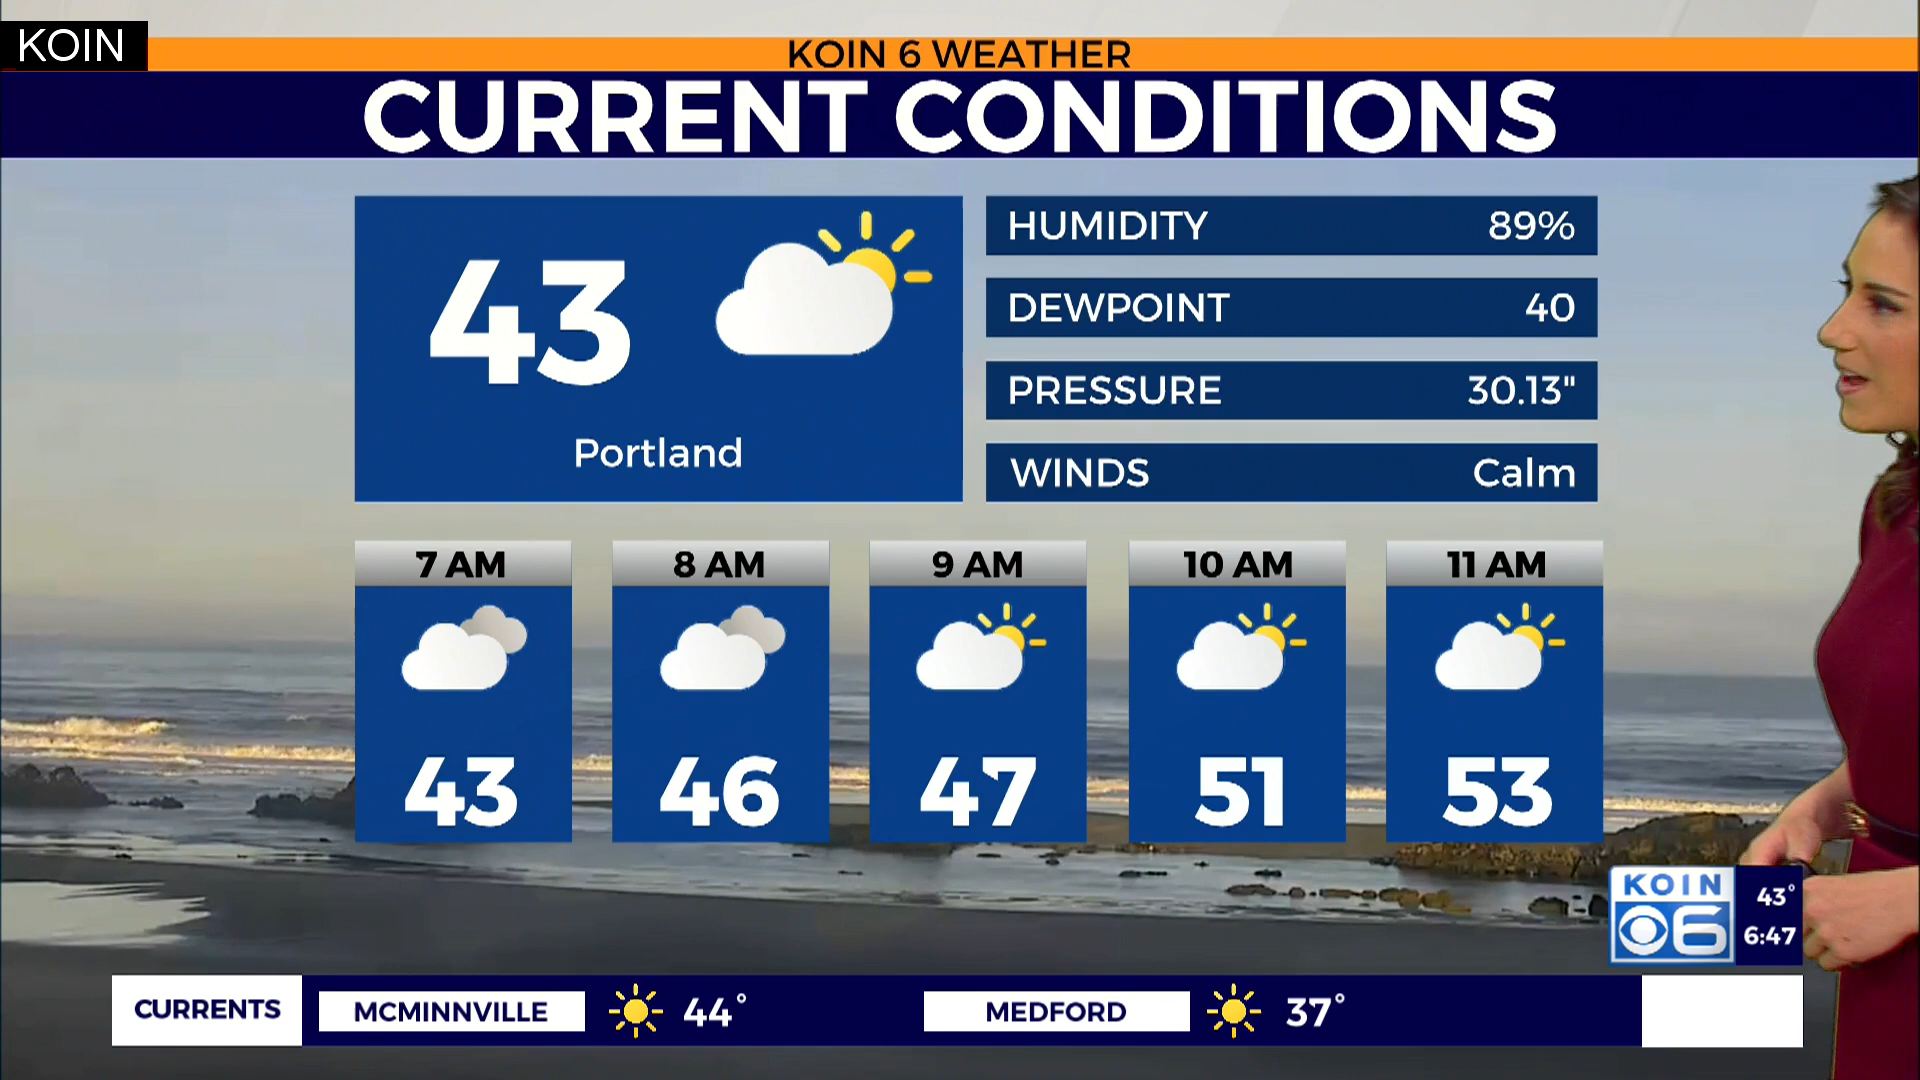 KOIN
KOIN 6 WEATHER
CURRENT CONDITIONS
43
Portland
HUMIDITY 89%
DEWPOINT 40
PRESSURE 30.13"
WINDS Calm
7 AM 8 AM 9 AM 10 AM 11 AM
43 46 47 51 53
KOIN 43°
6 6:47
CURRENTS MCMINNVILLE 44° MEDFORD 37°